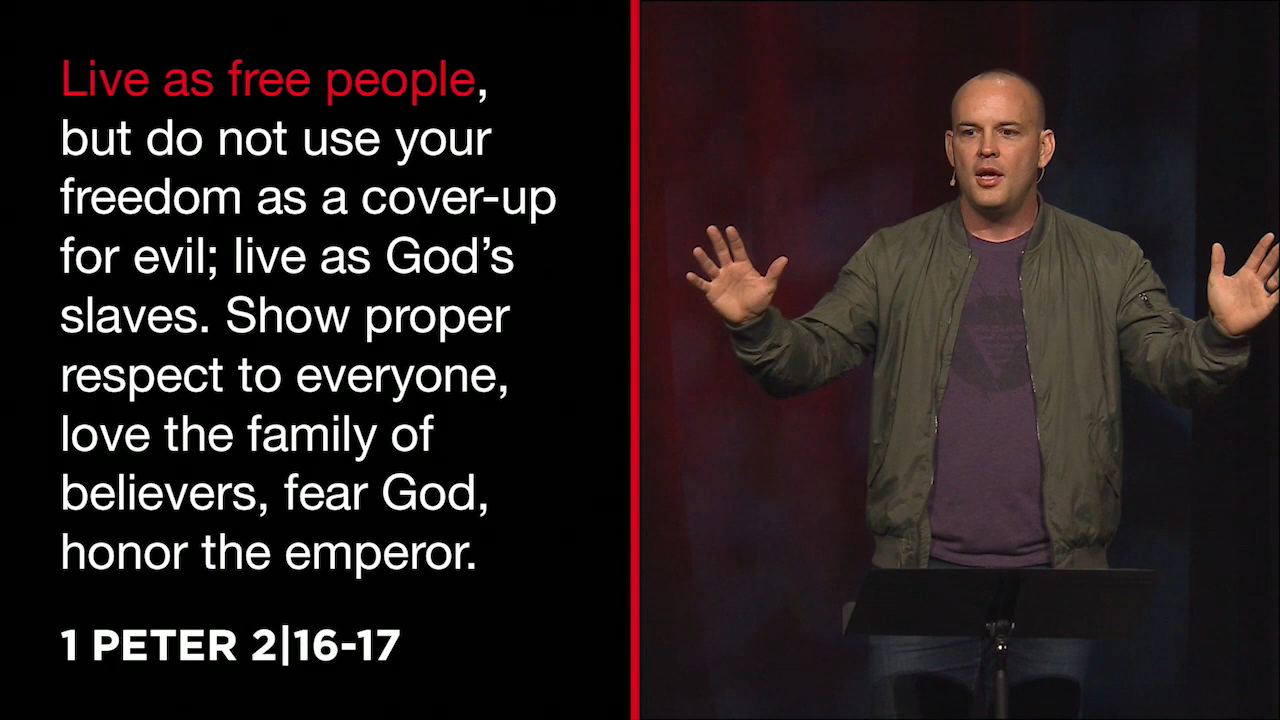 Live as free people,
but do not use your
freedom as a cover-up
for evil; live as God’s
slaves. Show proper
respect to everyone,
love the family of
believers, fear God,
honor the emperor.
1 PETER 2|16-17